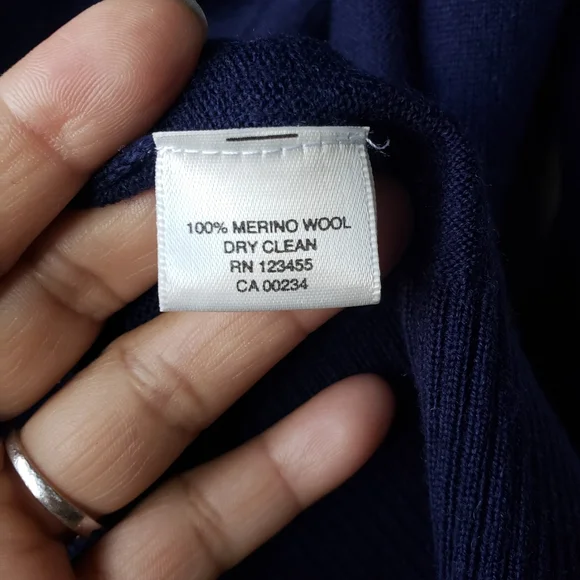 100% MERINO WOOL
DRY CLEAN
RN 123455
CA 00234